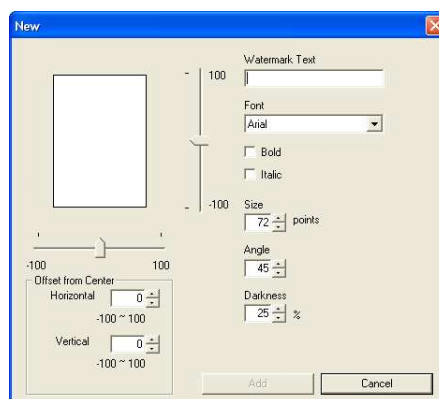 New
100
-100
-100 100
Offset from Center
Horizontal 0
-100 ~ 100
Vertical 0
-100 ~ 100
Watermark Text
Font
Arial
Bold
Italic
Size
72 points
Angle
45
Darkness
25 %
Add Cancel